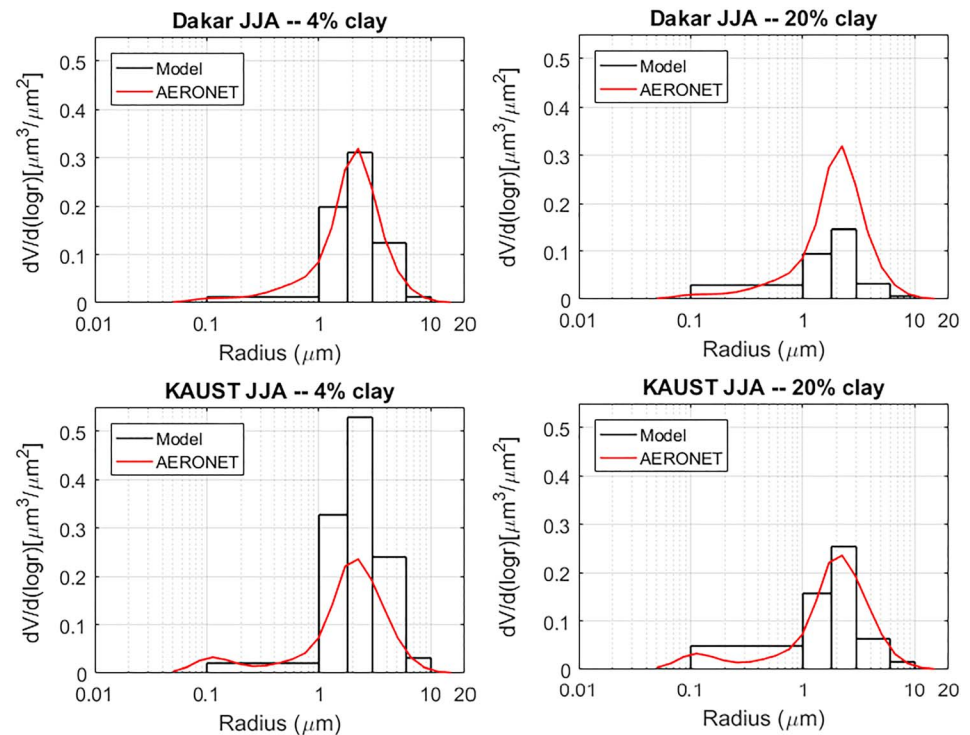 Dakar JJA -- 4% clay
dV/d(logr)[μm³/μm²]
0.5
0.4
0.3
0.2
0.1
0
Model
AERONET
0.01
0.1
1
10
20
Radius (μm)
Dakar JJA -- 20% clay
dV/d(logr)[μm³/μm²]
0.5
0.4
0.3
0.2
0.1
0
Model
AERONET
0.01
0.1
1
10
20
Radius (μm)
KAUST JJA -- 4% clay
dV/d(logr)[μm³/μm²]
0.5
0.4
0.3
0.2
0.1
0
Model
AERONET
0.01
0.1
1
10
20
Radius (μm)
KAUST JJA -- 20% clay
dV/d(logr)[μm³/μm²]
0.5
0.4
0.3
0.2
0.1
0
Model
AERONET
0.01
0.1
1
10
20
Radius (μm)